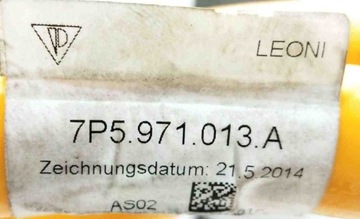 LEONI
7P5.971.013.A
Zeichnungsdatum: 21.5.2014
AS02